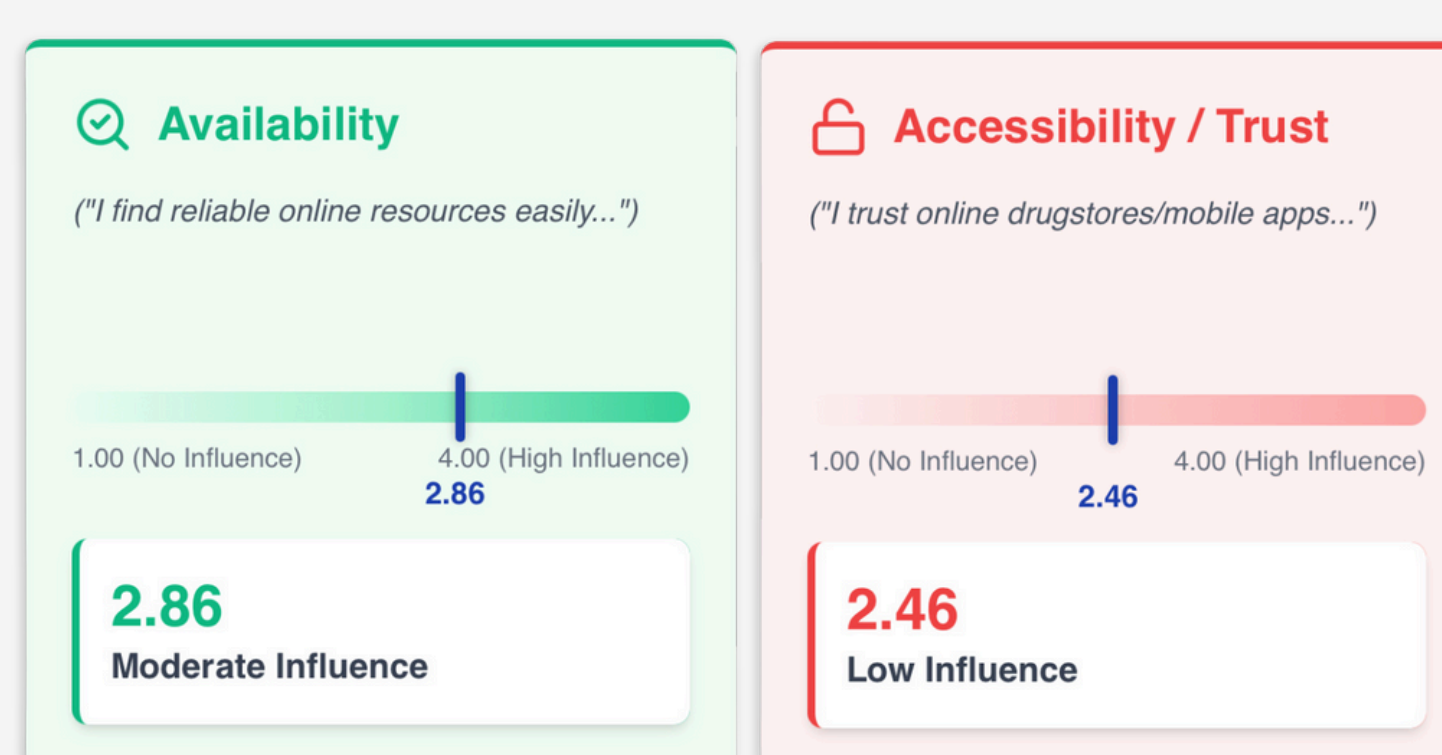 Availability
("I find reliable online resources easily...")
1.00 (No Influence) 4.00 (High Influence)
2.86
2.86
Moderate Influence
Accessibility / Trust
("I trust online drugstores/mobile apps...")
1.00 (No Influence) 4.00 (High Influence)
2.46
2.46
Low Influence